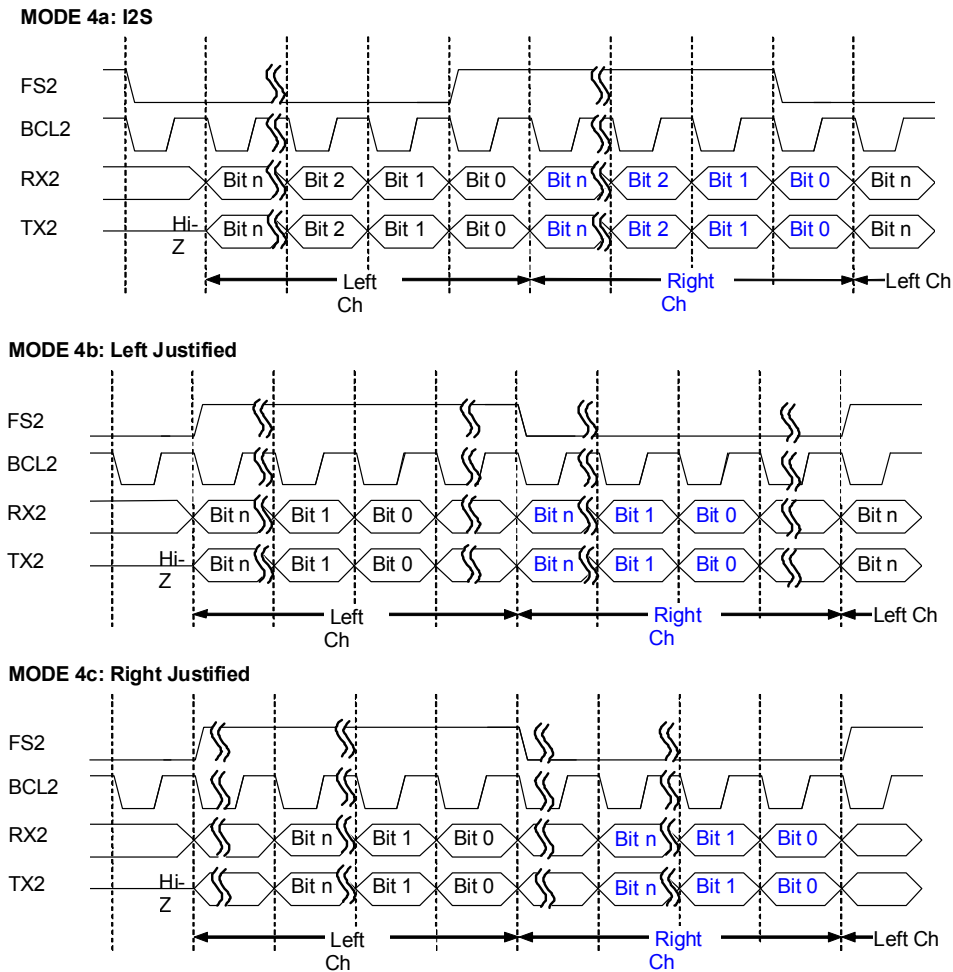 MODE 4a: I2S
FS2
BCL2
RX2 Bit n Bit 2 Bit 1 Bit 0 Bit n Bit 2 Bit 1 Bit 0 Bit n
TX2 Hi-Z Bit n Bit 2 Bit 1 Bit 0 Bit n Bit 2 Bit 1 Bit 0 Bit n
Left Ch Right Ch Left Ch
MODE 4b: Left Justified
FS2
BCL2
RX2 Bit n Bit 1 Bit 0 Bit n Bit 1 Bit 0 Bit n
TX2 Hi-Z Bit n Bit 1 Bit 0 Bit n Bit 1 Bit 0 Bit n
Left Ch Right Ch Left Ch
MODE 4c: Right Justified
FS2
BCL2
RX2 Bit n Bit 1 Bit 0 Bit n Bit 1 Bit 0
TX2 Hi-Z Bit n Bit 1 Bit 0 Bit n Bit 1 Bit 0
Left Ch Right Ch Left Ch